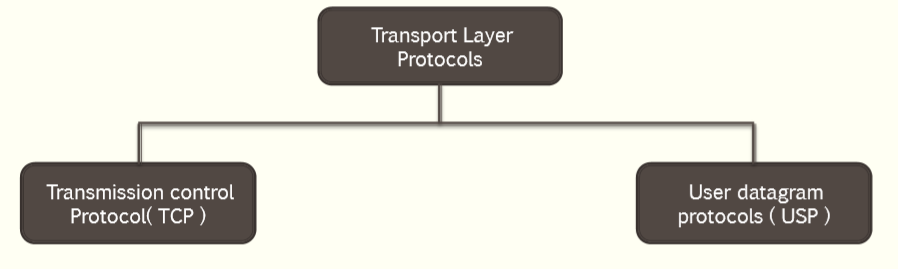 Transport Layer
Protocols
Transmission control
Protocol( TCP )
User datagram
protocols ( USP )